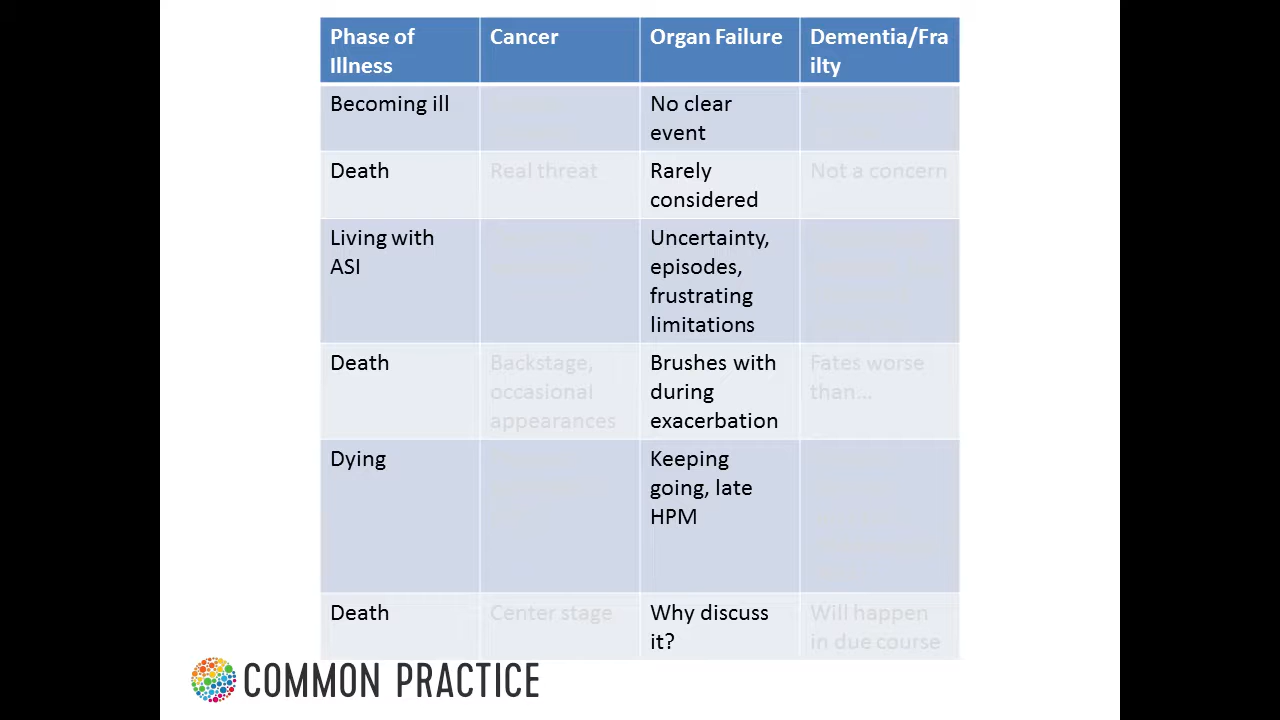 Phase of Illness | Cancer | Organ Failure | Dementia/Frailty
Becoming ill | | No clear event |
Death | Real threat | Rarely considered | Not a concern
Living with ASI | | Uncertainty, episodes, frustrating limitations |
Death | Backstage, occasional appearances | Brushes with during exacerbation | Fates worse than...
Dying | | Keeping going, late HPM |
Death | Center stage | Why discuss it? | Will happen in due course
COMMON PRACTICE